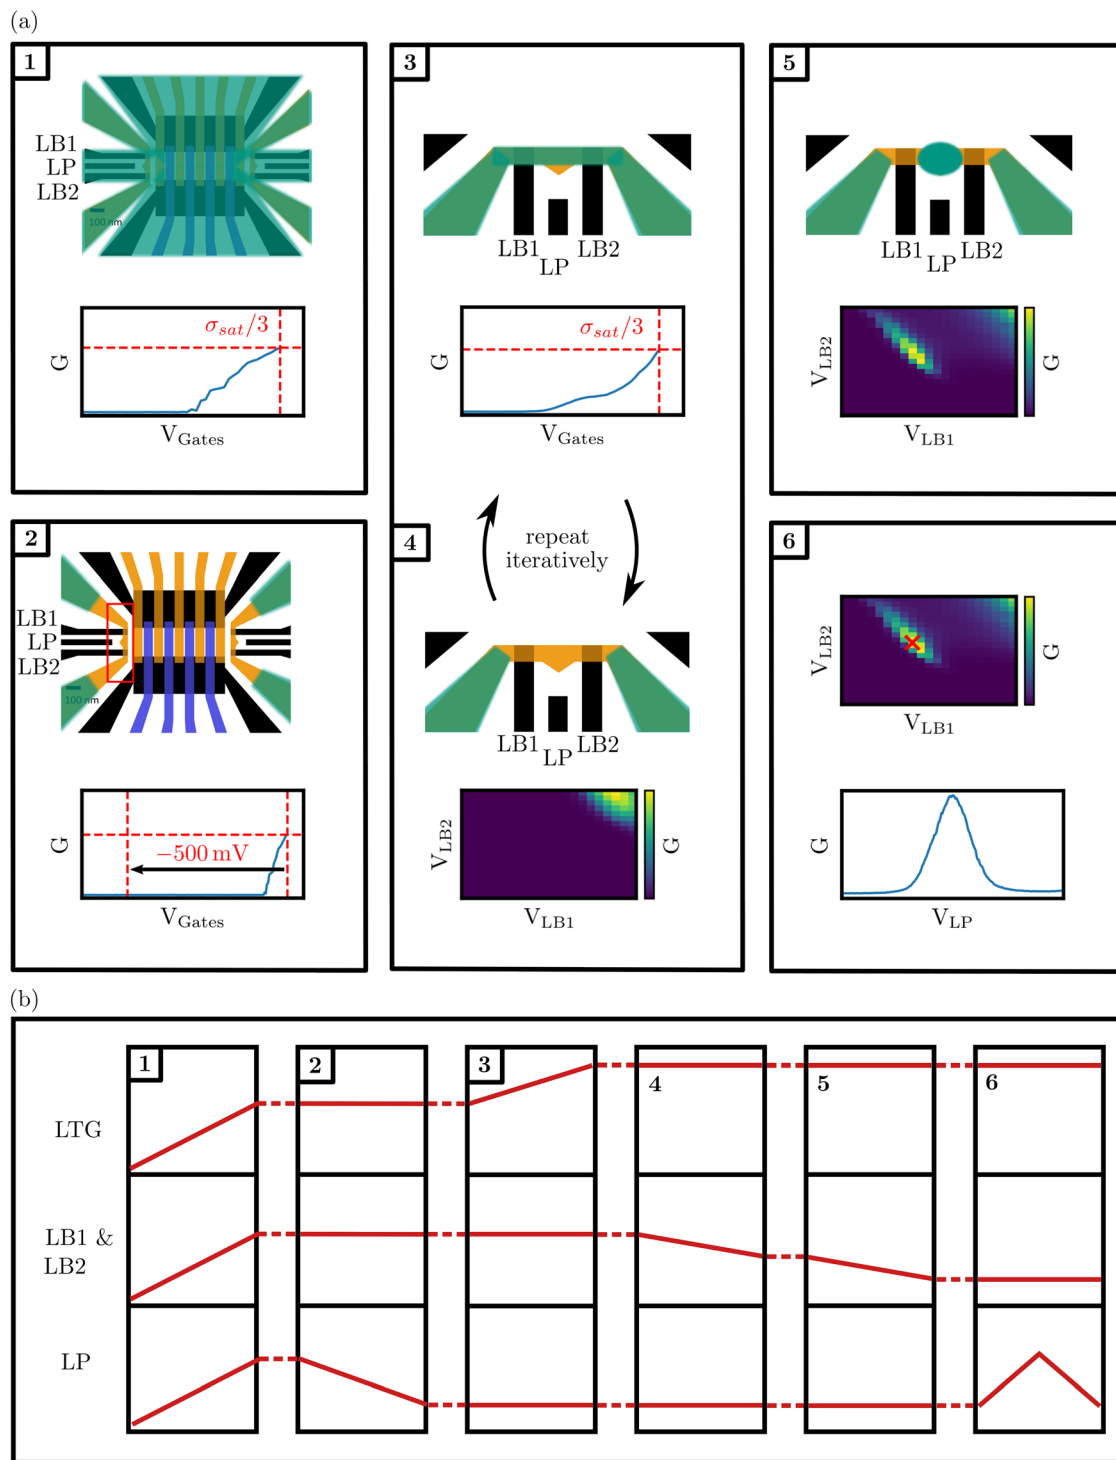 (a)
1
LB1
LP
LB2
100 nm
σsat/3
G
VGates
2
LB1
LP
LB2
100 nm
−500 mV
G
VGates
3
LB1
LP
LB2
σsat/3
G
VGates
4
repeat
iteratively
LB1
LP
LB2
VLB2
G
VLB1
5
LB1
LP
LB2
VLB2
G
VLB1
6
VLB2
G
VLB1
G
VLP
(b)
1
2
3
4
5
6
LTG
LB1 &
LB2
LP